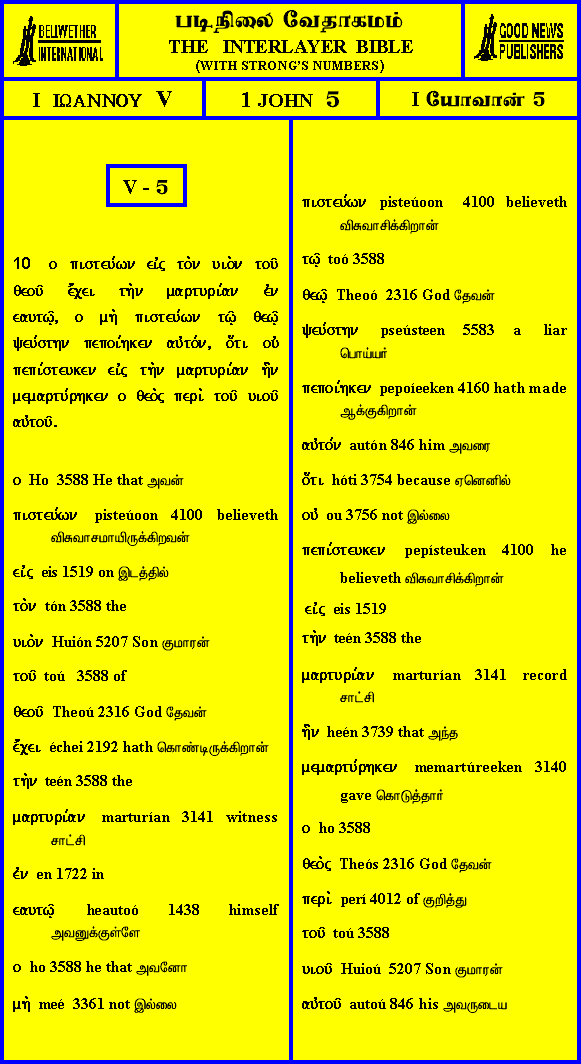 BELLWETHER
INTERNATIONAL
படிநிலை வேதாகமம்
THE INTERLAYER BIBLE
(WITH STRONG'S NUMBERS)
GOOD NEWS
PUBLISHERS
I ΙΩΑΝΝΟΥ V
1 JOHN 5
I யோவான் 5
V - 5
10 ο πιστεύων εἰς τὸν υιὸν τοῦ
θεοῦ ἔχει τὴν μαρτυρίαν ἐν
εαυτῷ, ο μὴ πιστεύων τῷ θεῷ
ψεύστην πεποίηκεν αὐτόν, ὅτι οὐ
πεπίστευκεν εἰς τὴν μαρτυρίαν ἣν
μεμαρτύρηκεν ο θεὸς περὶ τοῦ υιοῦ
αὐτοῦ.
ο Ho 3588 He that அவன்
πιστεύων pisteúoon 4100 believeth
விசுவாசமாயிருக்கிறவன்
εἰς eis 1519 on இடத்தில்
τὸν tón 3588 the
υιὸν Huión 5207 Son குமாரன்
τοῦ toú 3588 of
θεοῦ Theoú 2316 God தேவன்
ἔχει échei 2192 hath கொண்டிருக்கிறான்
τὴν teén 3588 the
μαρτυρίαν marturían 3141 witness
சாட்சி
ἐν en 1722 in
εαυτῷ heautoó 1438 himself
அவனுக்குள்ளே
ο ho 3588 he that அவனோ
μὴ meé 3361 not இல்லை
πιστεύων pisteúoon 4100 believeth
விசுவாசிக்கிறான்
τῷ toó 3588
θεῷ Theoó 2316 God தேவன்
ψεύστην pseústeen 5583 a liar
பொய்யர்
πεποίηκεν pepoíeeken 4160 hath made
ஆக்குகிறான்
αὐτόν autón 846 him அவரை
ὅτι hóti 3754 because ஏனெனில்
οὐ ou 3756 not இல்லை
πεπίστευκεν pepísteuken 4100 he
believeth விசுவாசிக்கிறான்
εἰς eis 1519
τὴν teén 3588 the
μαρτυρίαν marturían 3141 record
சாட்சி
ἣν heén 3739 that அந்த
μεμαρτύρηκεν memartúreeken 3140
gave கொடுத்தார்
ο ho 3588
θεὸς Theós 2316 God தேவன்
περὶ perí 4012 of குறித்து
τοῦ toú 3588
υιοῦ Huioú 5207 Son குமாரன்
αὐτοῦ autoú 846 his அவருடைய